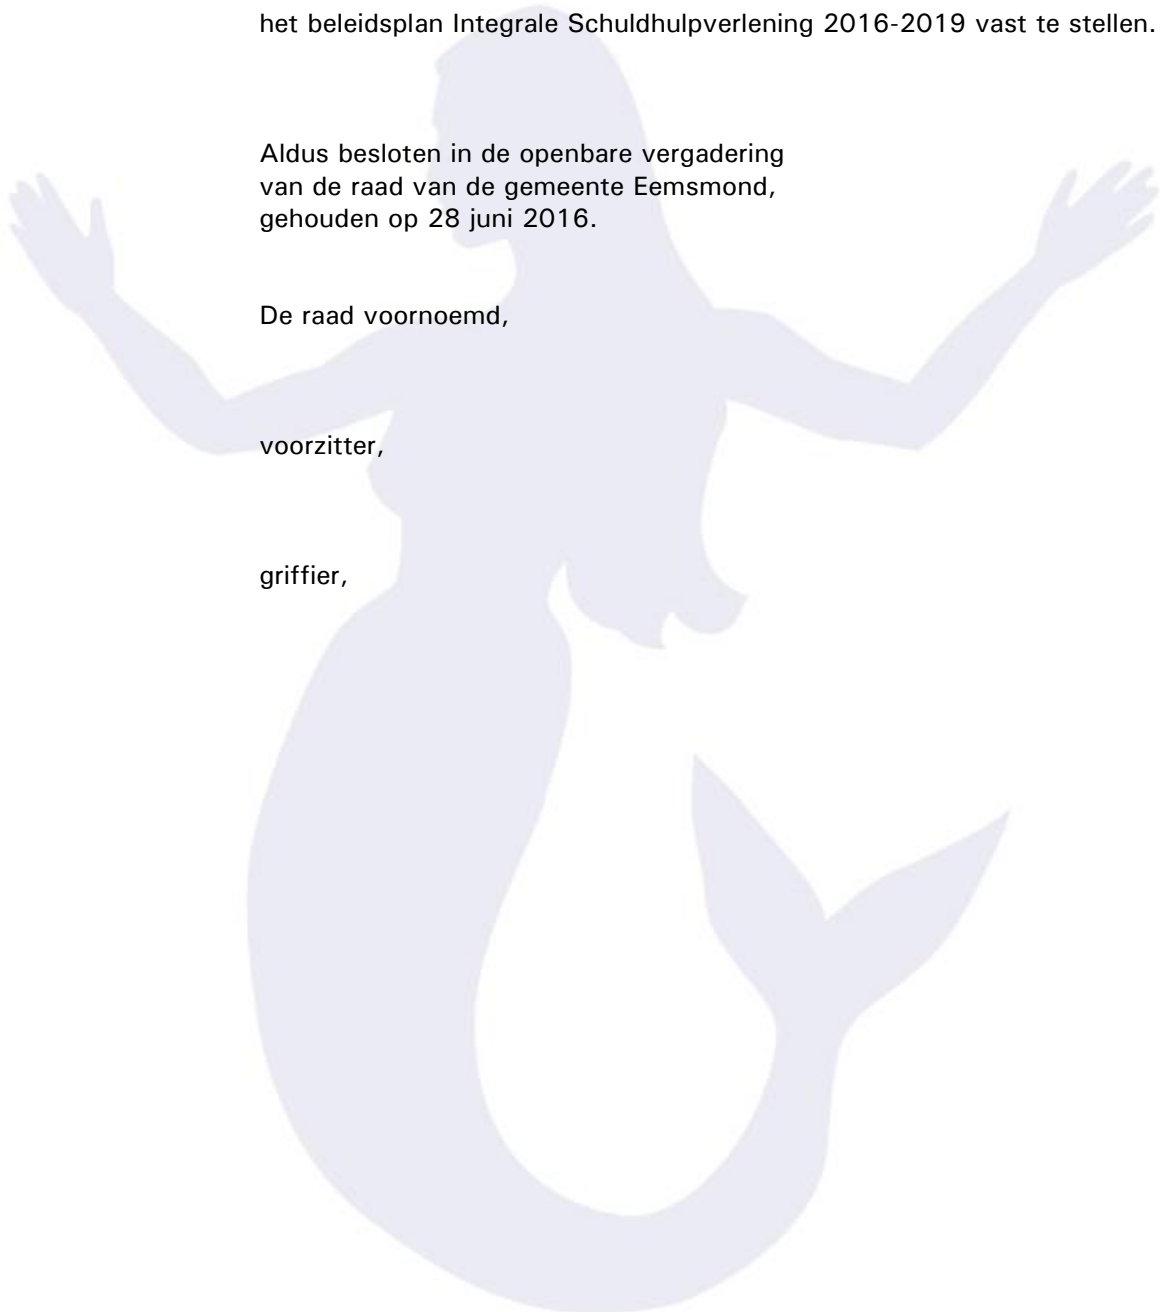 het beleidsplan Integrale Schuldhulpverlening 2016-2019 vast te stellen.
Aldus besloten in de openbare vergadering
van de raad van de gemeente Eemsmond,
gehouden op 28 juni 2016.
De raad voornoemd,
voorzitter,
griffier,